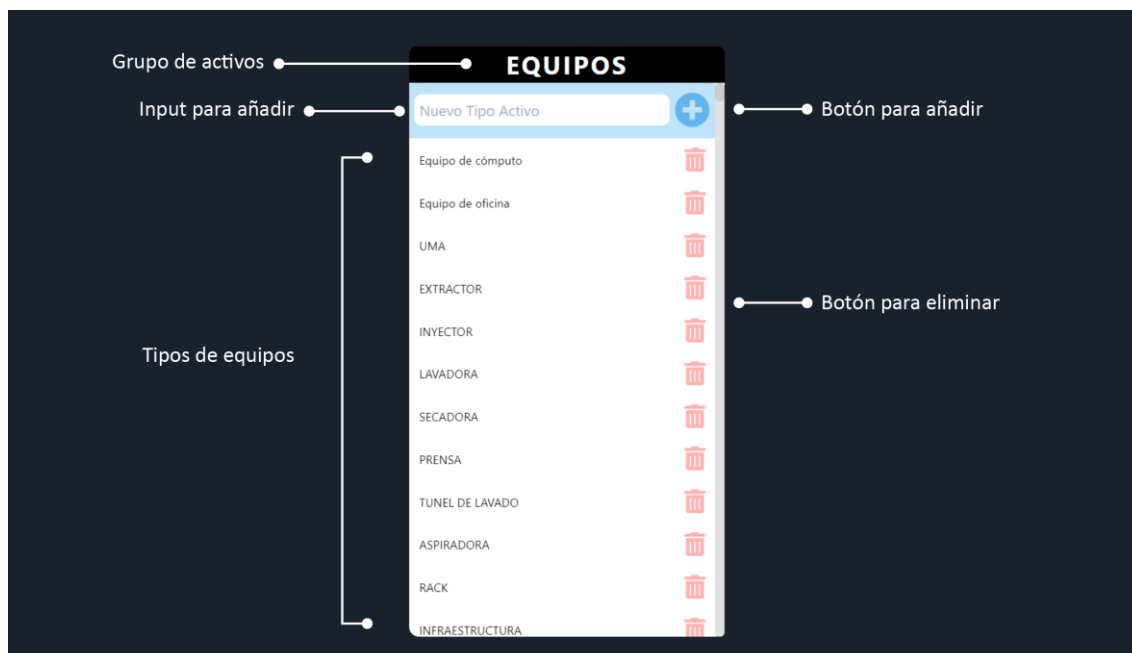 Grupo de activos
EQUIPOS
Input para añadir
Nuevo Tipo Activo
Botón para añadir
Equipo de cómputo
Equipo de oficina
UMA
EXTRACTOR
Botón para eliminar
INYECTOR
Tipos de equipos
LAVADORA
SECADORA
PRENSA
TUNEL DE LAVADO
ASPIRADORA
RACK
INFRAESTRUCTURA